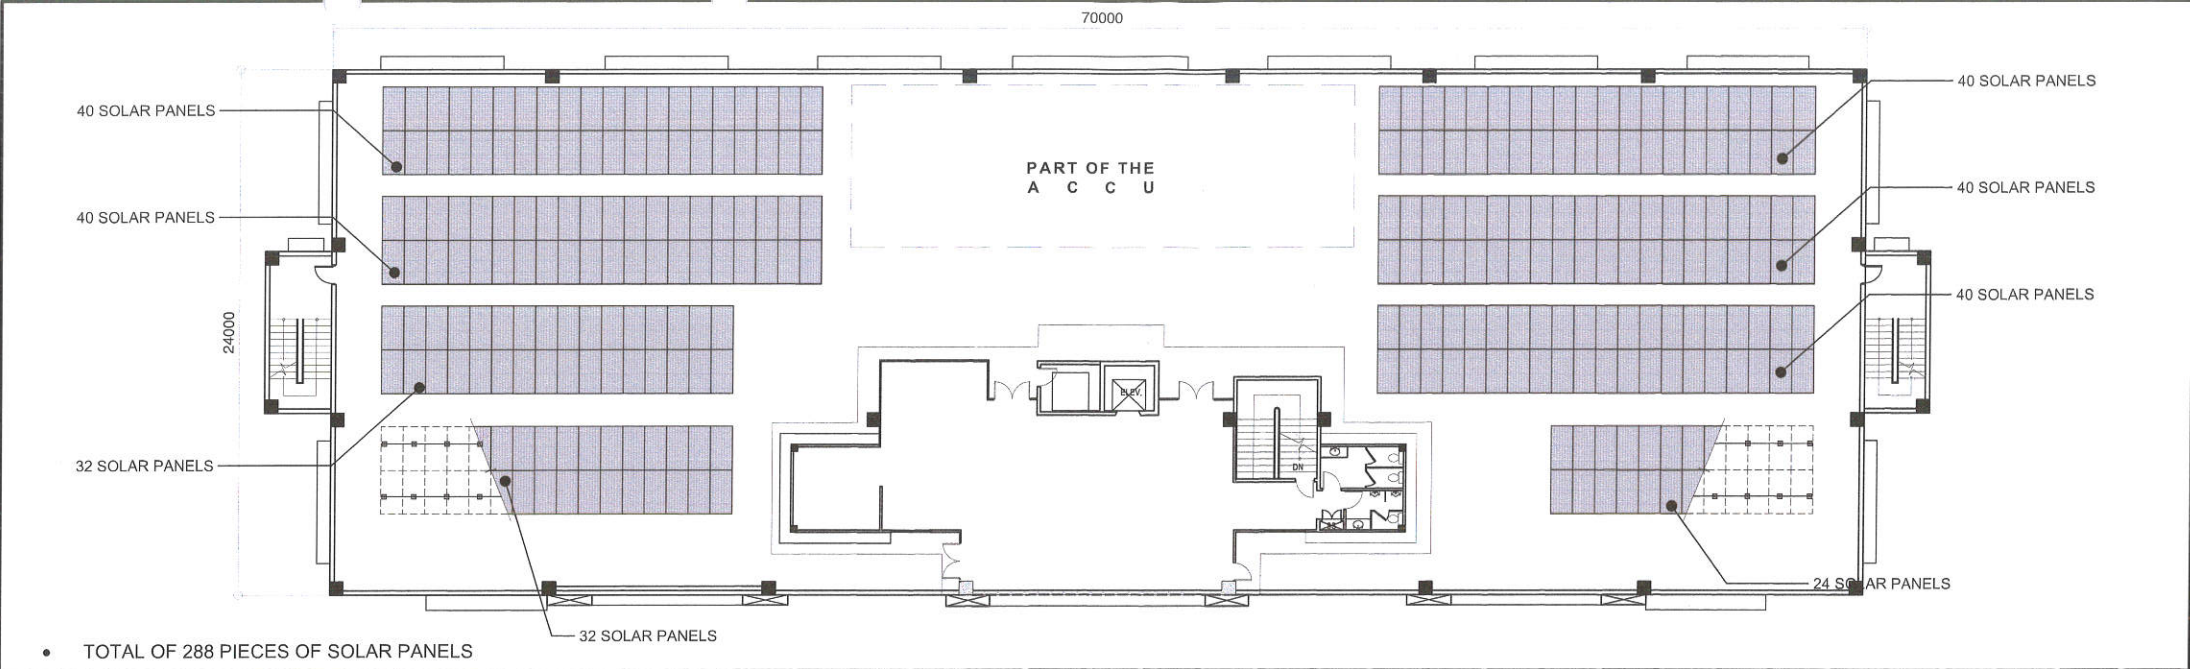 70000
40 SOLAR PANELS
40 SOLAR PANELS
PART OF THE
A C C U
40 SOLAR PANELS
40 SOLAR PANELS
40 SOLAR PANELS
24000
ELEV.
DN
32 SOLAR PANELS
24 SOLAR PANELS
32 SOLAR PANELS
• TOTAL OF 288 PIECES OF SOLAR PANELS